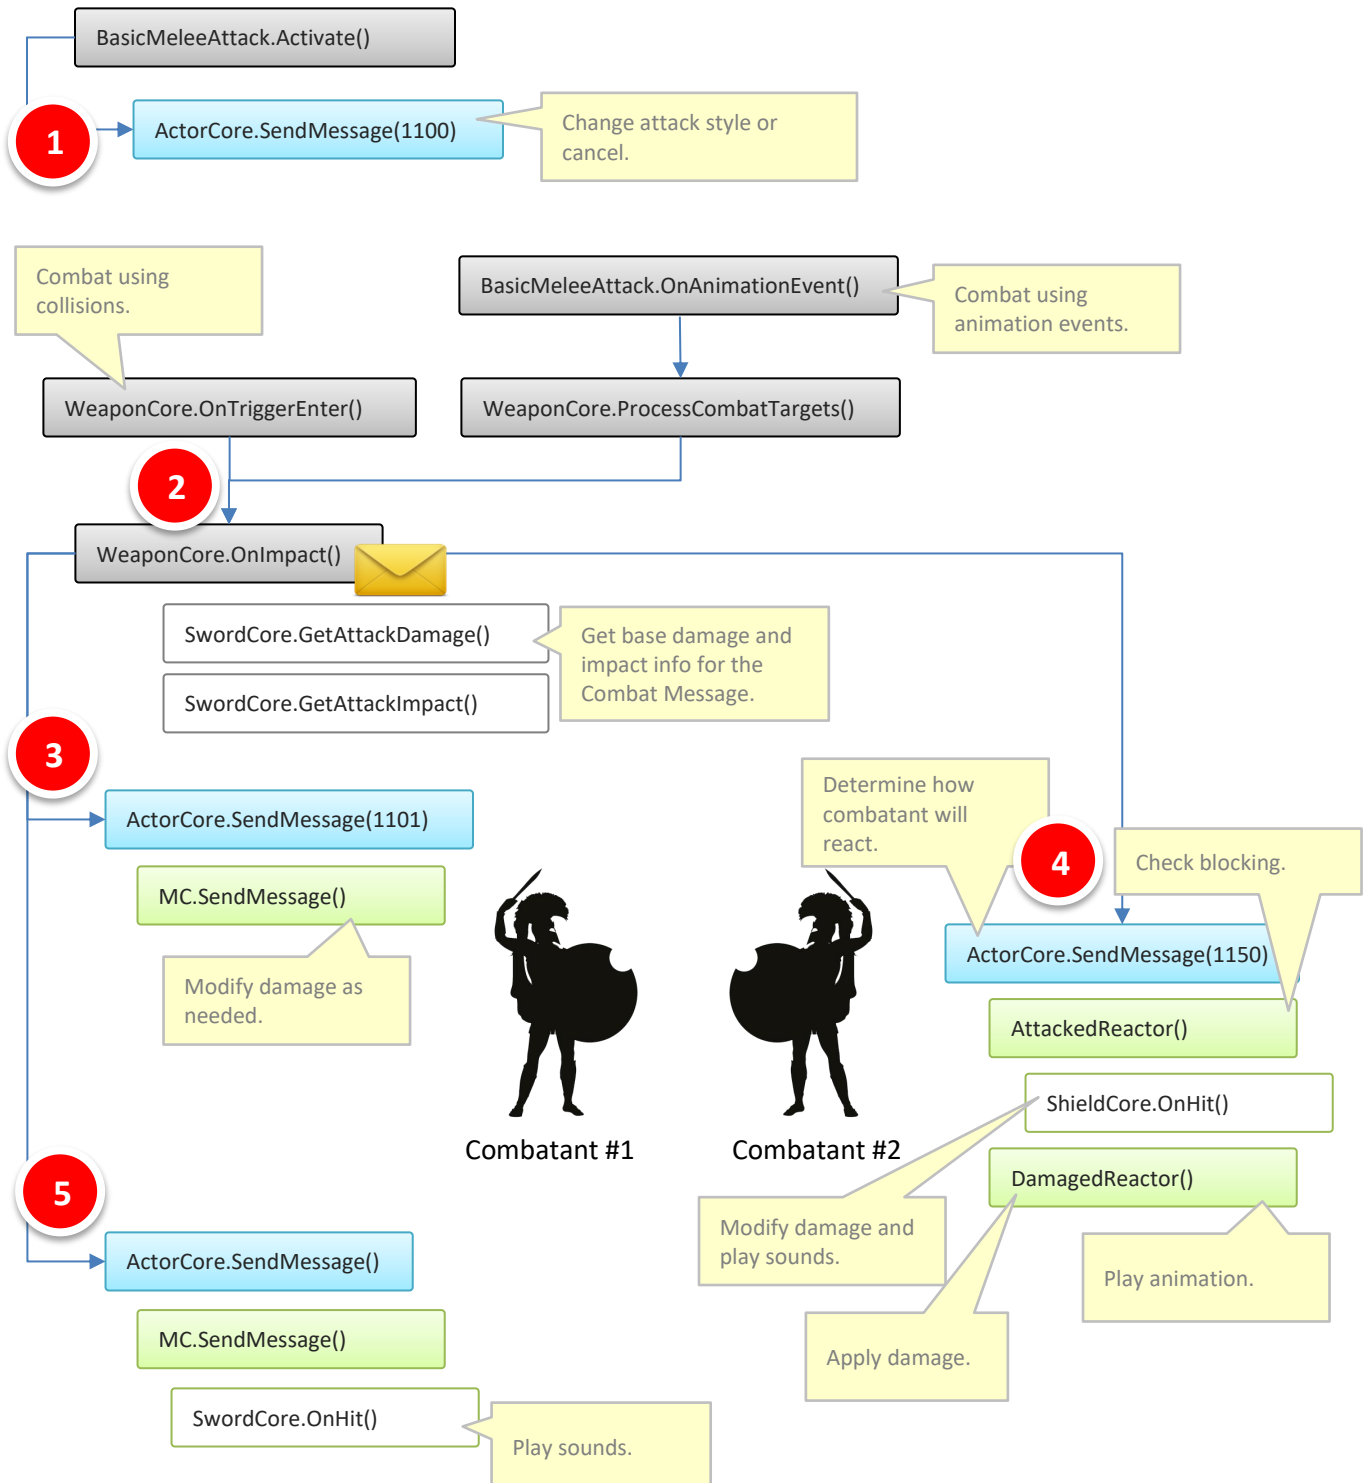 BasicMeleeAttack.Activate()
1
ActorCore.SendMessage(1100)
Change attack style or
cancel.
Combat using
collisions.
BasicMeleeAttack.OnAnimationEvent()
Combat using
animation events.
WeaponCore.OnTriggerEnter()
WeaponCore.ProcessCombatTargets()
2
WeaponCore.OnImpact()
SwordCore.GetAttackDamage()
Get base damage and
impact info for the
Combat Message.
SwordCore.GetAttackImpact()
3
ActorCore.SendMessage(1101)
MC.SendMessage()
Modify damage as
needed.
Determine how
combatant will
react.
4
Check blocking.
ActorCore.SendMessage(1150)
AttackedReactor()
ShieldCore.OnHit()
Combatant #1
Combatant #2
DamagedReactor()
Modify damage and
play sounds.
Play animation.
Apply damage.
5
ActorCore.SendMessage()
MC.SendMessage()
SwordCore.OnHit()
Play sounds.